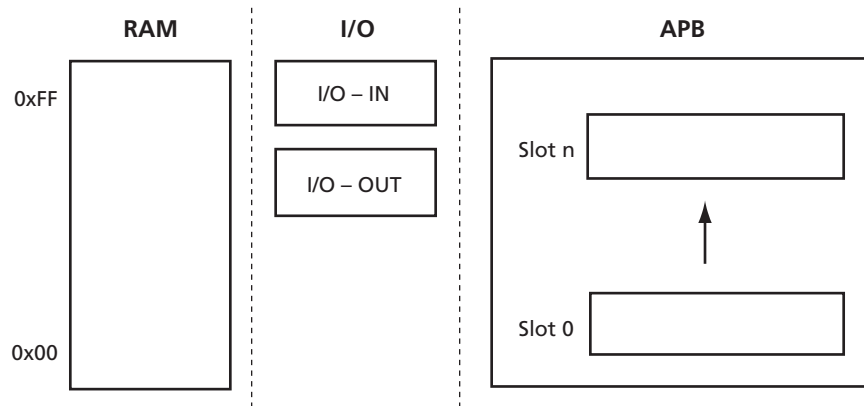 RAM
I/O
APB
0xFF
I/O – IN
Slot n
I/O – OUT
Slot 0
0x00